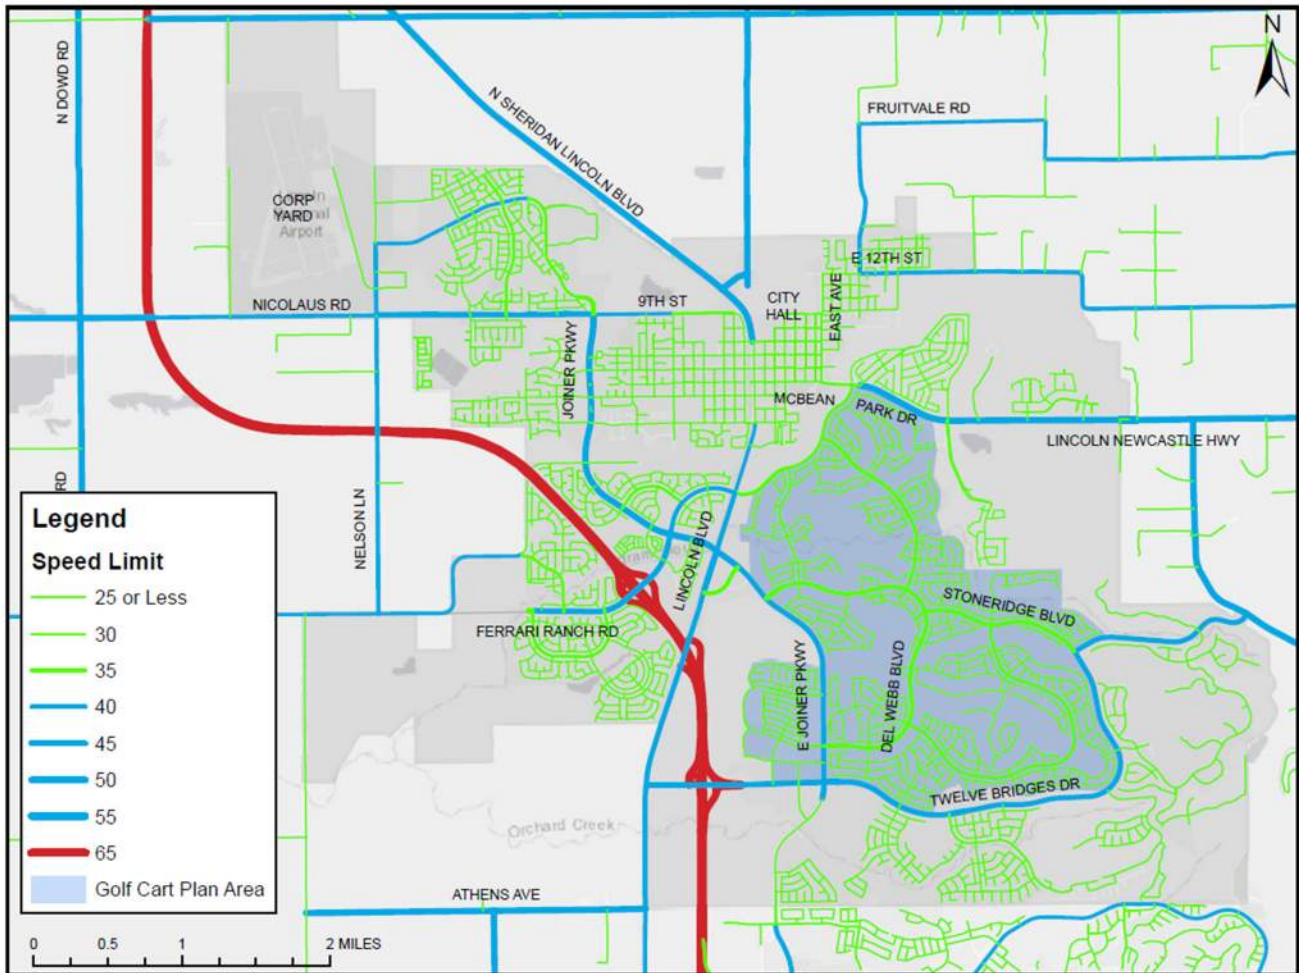 N
N DOWD RD
N SHERIDAN LINCOLN BLVD
FRUITVALE RD
CORP
YARD
Airport
E 12TH ST
NICOLAUS RD
9TH ST
CITY
HALL
EAST AVE
JOINER PKWY
MCBEAN
PARK DR
LINCOLN NEWCASTLE HWY
RD
NELSON LN
LINCOLN BLVD
STONERIDGE BLVD
FERRARI RANCH RD
E JOINER PKWY
DEL WEBB BLVD
TWELVE BRIDGES DR
Orchard Creek
ATHENS AVE
Legend
Speed Limit
25 or Less
30
35
40
45
50
55
65
Golf Cart Plan Area
0 0.5 1 2 MILES